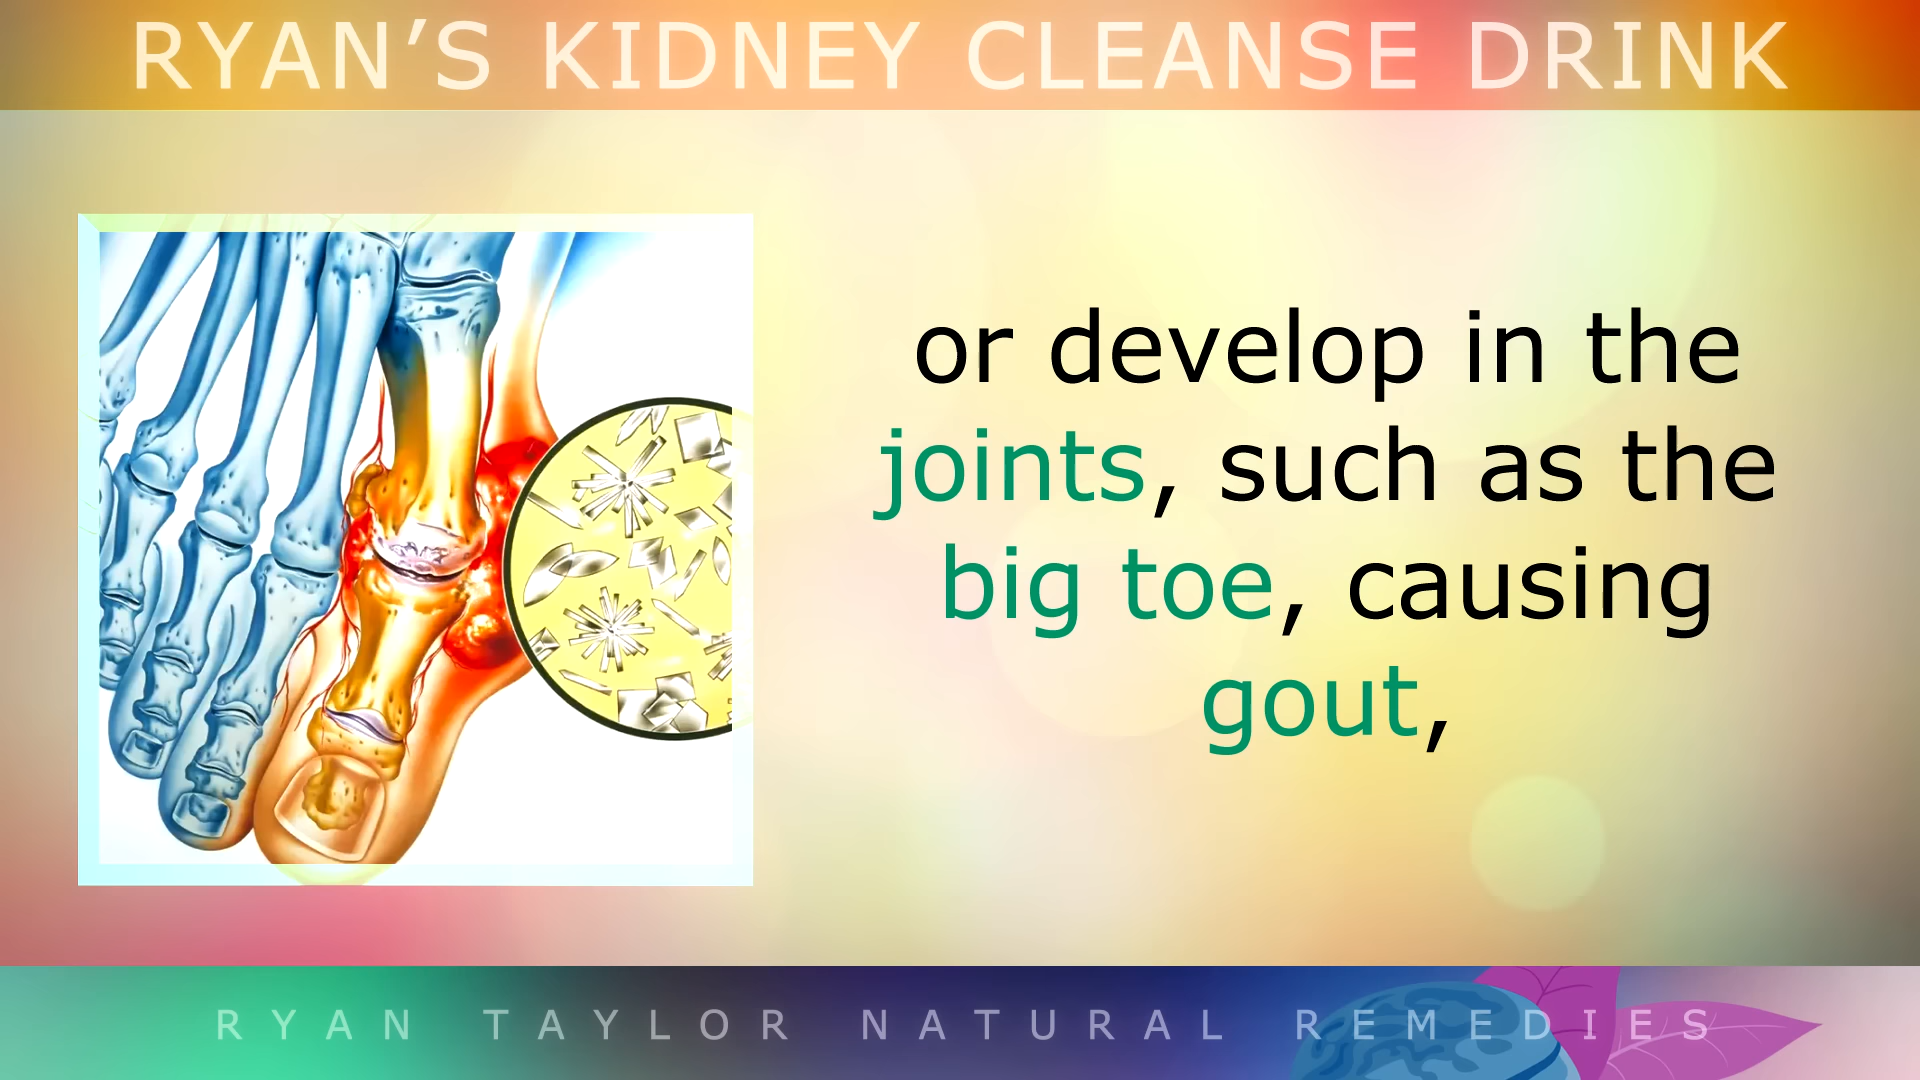 RYAN’S KIDNEY CLEANSE DRINK
or develop in the
joints, such as the
big toe, causing
gout,
RYAN TAYLOR NATURAL REMEDIES